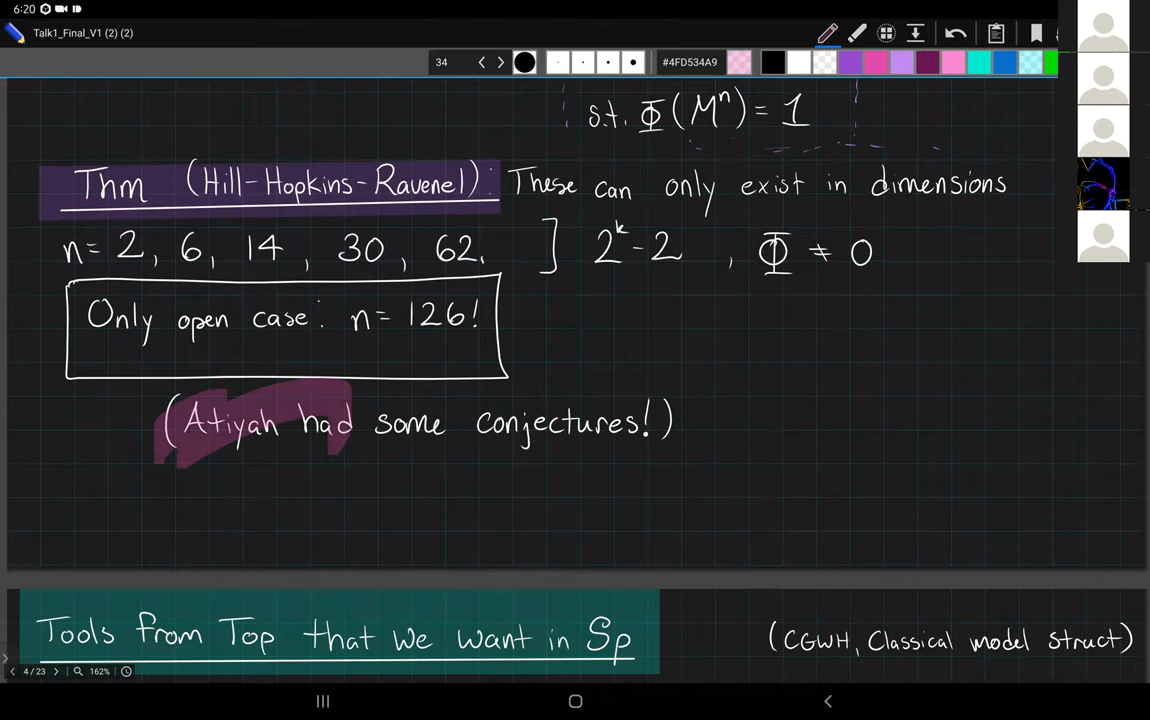 6:20
Talk1_Final_V1 (2) (2)
34
#4FD534A9
s.t. Φ(Mⁿ) = 1
Thm (Hill-Hopkins-Ravenel): These can only exist in dimensions
n = 2, 6, 14, 30, 62. ] 2ᵏ-2 , Φ ≠ 0
Only open case: n = 126!
(Atiyah had some conjectures!)
Tools from Top that we want in Sp
(CGWH, Classical model struct)
4 / 23
162%